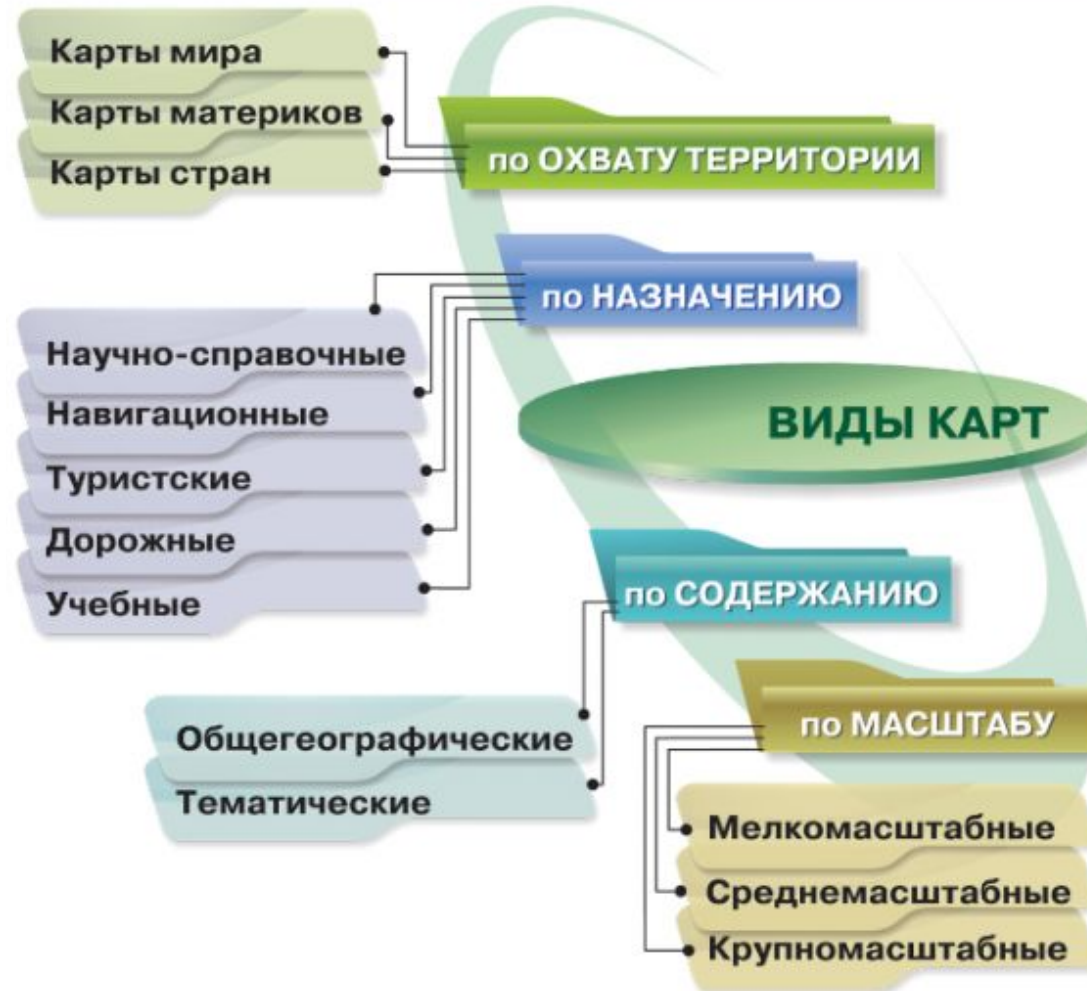 Карты мира
Карты материков
Карты стран
по ОХВАТУ ТЕРРИТОРИИ
по НАЗНАЧЕНИЮ
Научно-справочные
Навигационные
Туристские
Дорожные
Учебные
ВИДЫ КАРТ
по СОДЕРЖАНИЮ
Общегеографические
Тематические
по МАСШТАБУ
Мелкомасштабные
Среднемасштабные
Крупномасштабные